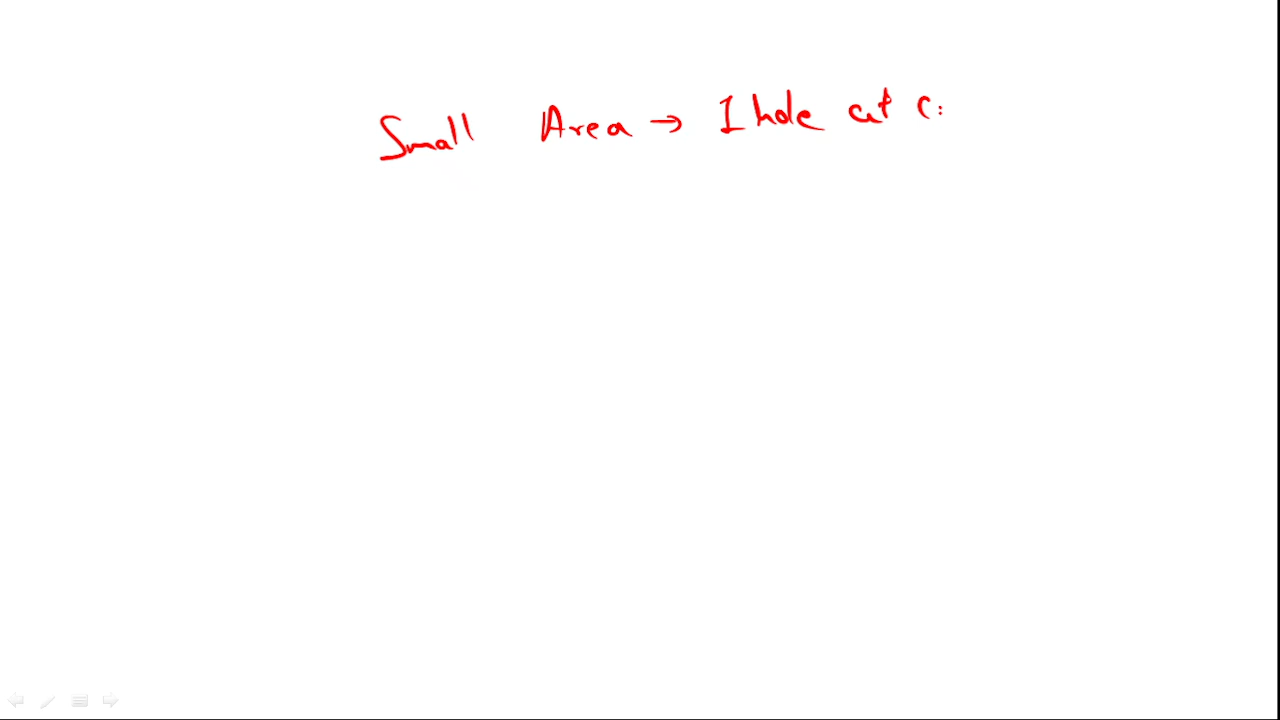 Small Area → 1 hole at c